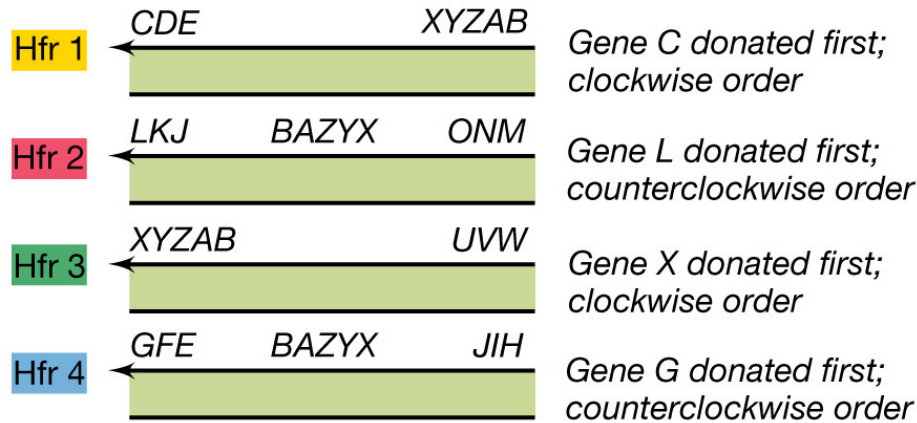 CDE XYZAB
Hfr 1 Gene C donated first;
clockwise order
LKJ BAZYX ONM
Hfr 2 Gene L donated first;
counterclockwise order
XYZAB UVW
Hfr 3 Gene X donated first;
clockwise order
GFE BAZYX JIH
Hfr 4 Gene G donated first;
counterclockwise order